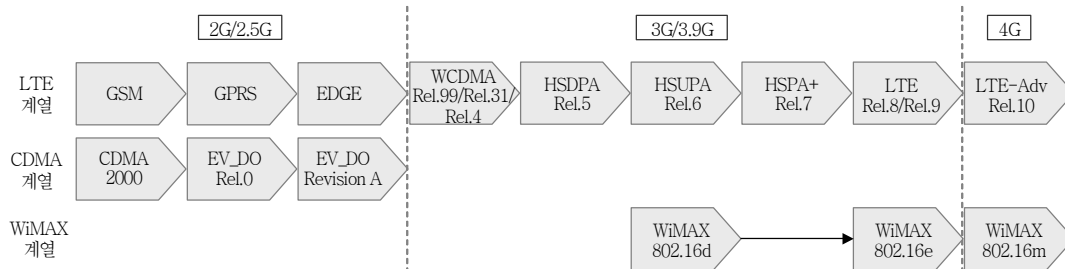 2G/2.5G
3G/3.9G
4G
LTE
계열
GSM
GPRS
EDGE
WCDMA
Rel.99/Rel.31/
Rel.4
HSDPA
Rel.5
HSUPA
Rel.6
HSPA+
Rel.7
LTE
Rel.8/Rel.9
LTE-Adv
Rel.10
CDMA
계열
CDMA
2000
EV_DO
Rel.0
EV_DO
Revision A
WiMAX
계열
WiMAX
802.16d
WiMAX
802.16e
WiMAX
802.16m